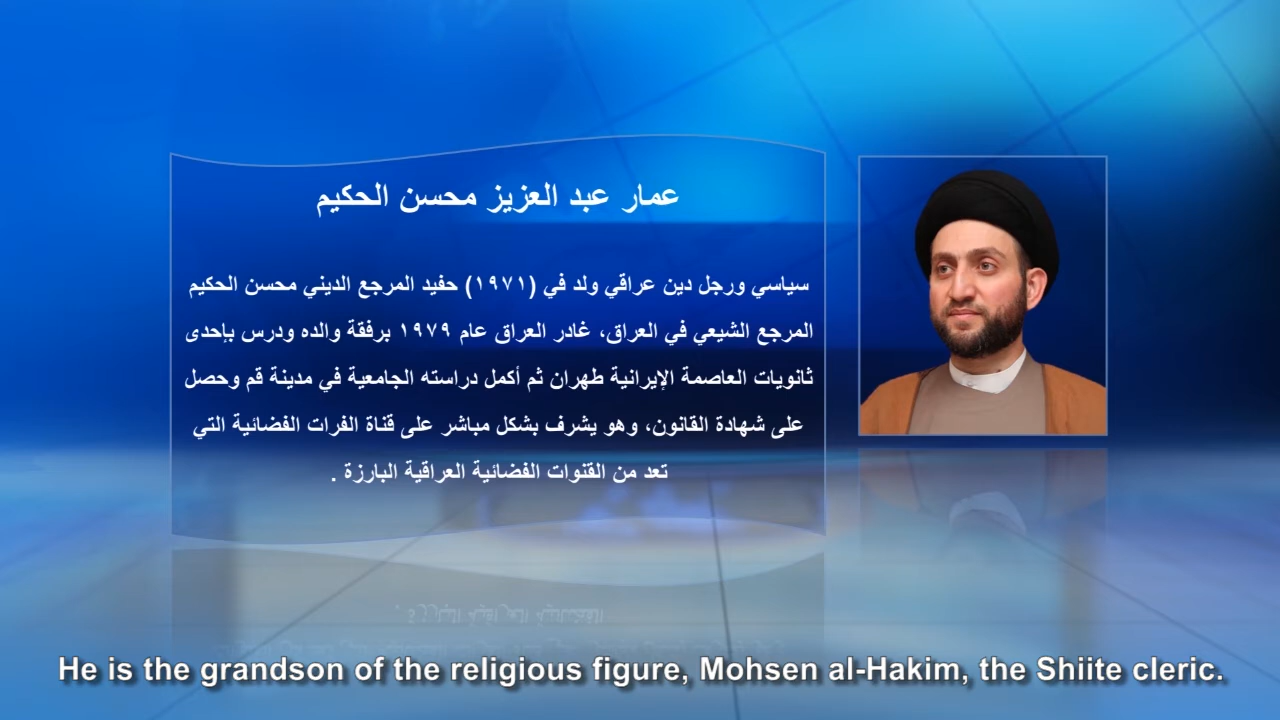 عمار عبد العزيز محسن الحكيم
سياسي ورجل دين عراقي ولد في (١٩٧١) حفيد المرجع الديني محسن الحكيم
المرجع الشيعي في العراق، غادر العراق عام ١٩٧٩ برفقة والده ودرس بإحدى
ثانويات العاصمة الإيرانية طهران ثم أكمل دراسته الجامعية في مدينة قم وحصل
على شهادة القانون، وهو يشرف بشكل مباشر على قناة الفرات الفضائية التي
تعد من القنوات الفضائية العراقية البارزة .
He is the grandson of the religious figure, Mohsen al-Hakim, the Shiite cleric.